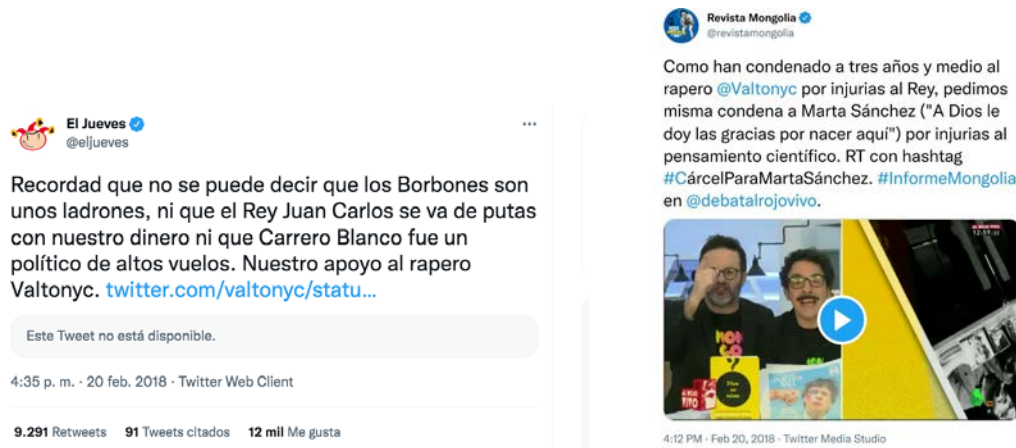 El Jueves
@eljueves
Recordad que no se puede decir que los Borbones son
unos ladrones, ni que el Rey Juan Carlos se va de putas
con nuestro dinero ni que Carrero Blanco fue un
político de altos vuelos. Nuestro apoyo al rapero
Valtonyc. twitter.com/valtonyc/statu...
Este Tweet no está disponible.
4:35 p. m. · 20 feb. 2018 · Twitter Web Client
9.291 Retweets 91 Tweets citados 12 mil Me gusta
Revista Mongolia
@revistamongolia
Como han condenado a tres años y medio al
rapero @Valtonyc por injurias al Rey, pedimos
misma condena a Marta Sánchez ("A Dios le
doy las gracias por nacer aquí") por injurias al
pensamiento científico. RT con hashtag
#CárcelParaMartaSánchez. #InformeMongolia
en @debatalrojovivo.
4:12 PM · Feb 20, 2018 · Twitter Media Studio